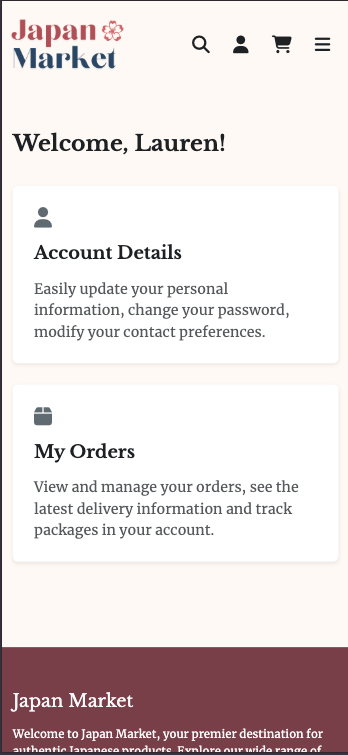 Japan
Market
Welcome, Lauren!
Account Details
Easily update your personal
information, change your password,
modify your contact preferences.
My Orders
View and manage your orders, see the
latest delivery information and track
packages in your account.
Japan Market
Welcome to Japan Market, your premier destination for
authentic Japanese products. Explore our wide range of